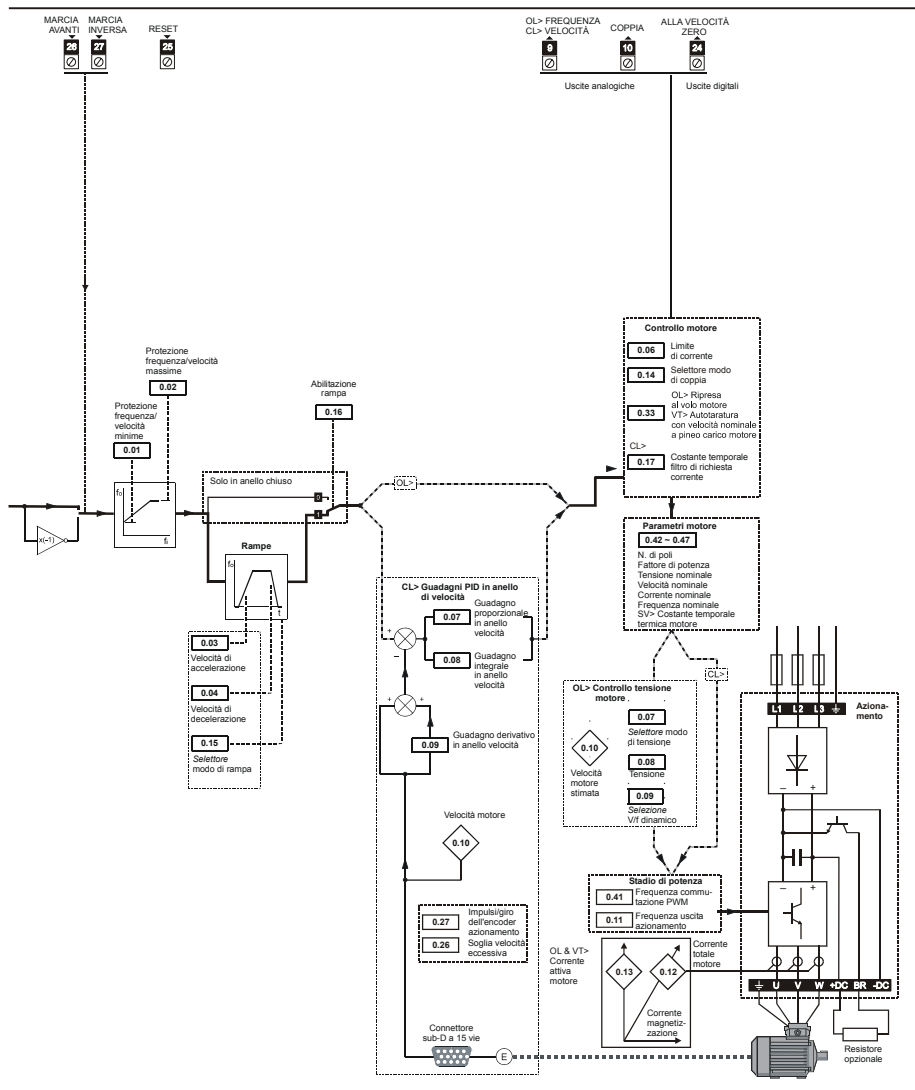 MARCIA
AVANTI
MARCIA
INVERSA
RESET
26
27
25
OL> FREQUENZA
CL> VELOCITÀ
COPPIA
ALLA VELOCITÀ
ZERO
9
10
24
Uscite analogiche
Uscite digitali
Protezione
frequenza/velocità
massime
0.02
Protezione
frequenza/
velocità
minime
0.01
Abilitazione
rampa
0.16
Solo in anello chiuso
0
1
OL>
x(-1)
Rampe
t
0.03
Velocità di
accelerazione
0.04
Velocità di
decelerazione
0.15
Selettore
modo di rampa
CL> Guadagni PID in anello
di velocità
0.07
Guadagno
proporzionale
in anello
velocità
0.08
Guadagno
integrale
in anello
velocità
+
–
+
+
0.09
Guadagno derivativo
in anello velocità
Velocità motore
0.10
0.27
Impulsi/giro
dell'encoder
azionamento
0.26
Soglia velocità
eccessiva
Connettore
sub-D a 15 vie
E
Controllo motore
0.06
Limite
di corrente
0.14
Selettore modo
di coppia
0.33
OL> Ripresa
al volo motore
VT> Autotaratura
con velocità nominale
a pineo carico motore
CL>
0.17
Costante temporale
filtro di richiesta
corrente
Parametri motore
0.42 ~ 0.47
N. di poli
Fattore di potenza
Tensione nominale
Velocità nominale
Corrente nominale
Frequenza nominale
SV> Costante temporale
termica motore
CL>
OL> Controllo tensione
motore
0.07
Selettore modo
di tensione
0.10
Velocità
motore
stimata
0.08
Tensione
0.09
Selezione
V/f dinamico
Stadio di potenza
0.41
Frequenza commu-
tazione PWM
0.11
Frequenza uscita
azionamento
OL & VT>
Corrente
attiva
motore
0.13
0.12
Corrente
totale
motore
Corrente
magnetiz-
zazione
L1 L2 L3
Aziona-
mento
– +
– +
U V W +DC BR -DC
Resistore
opzionale